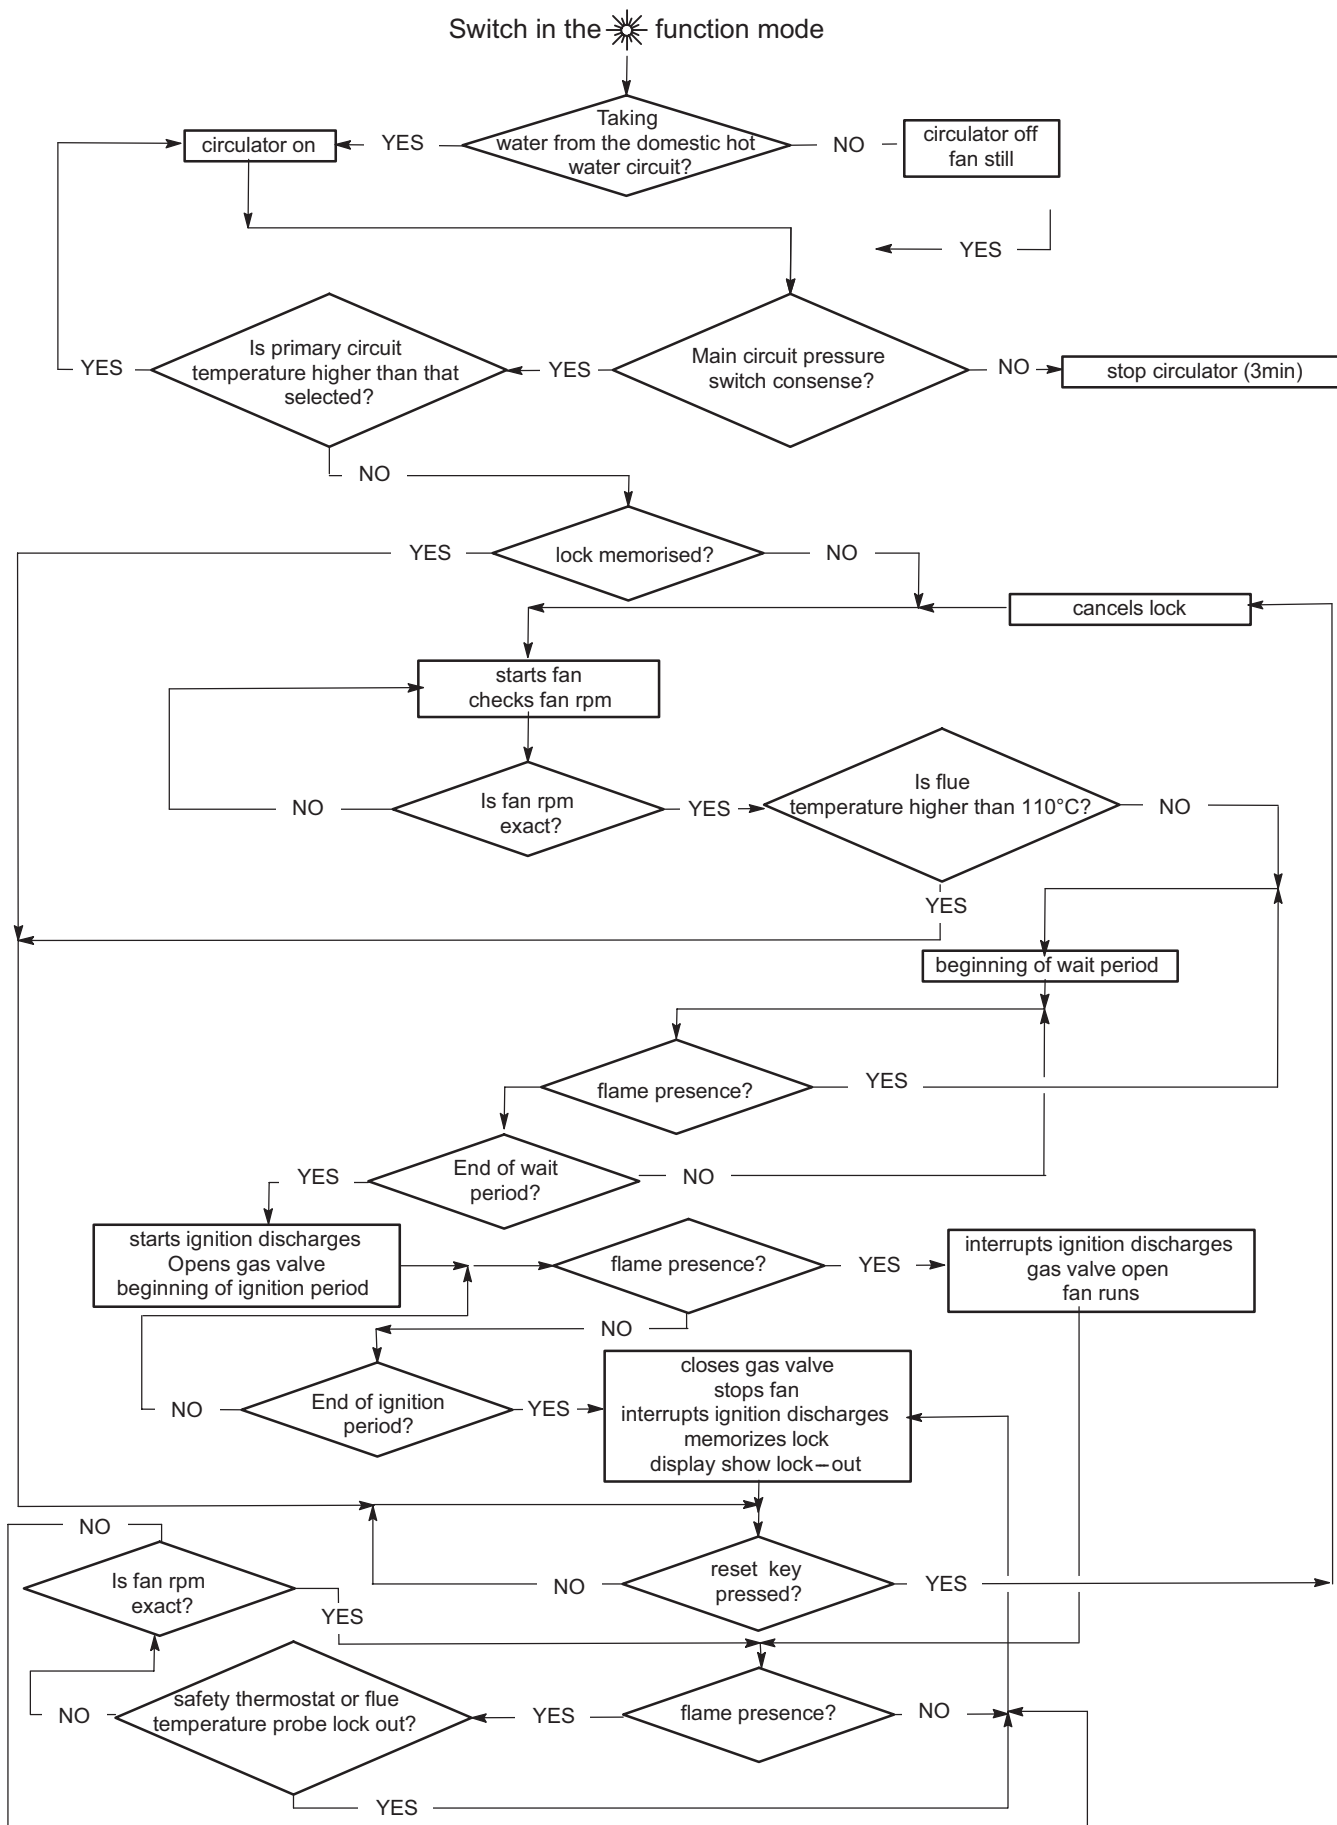 Switch in the function mode
Taking
water from the domestic hot
water circuit?
YES
circulator on
NO
circulator off
fan still
YES
Is primary circuit
temperature higher than that
selected?
YES
YES
Main circuit pressure
switch consense?
NO
stop circulator (3min)
NO
lock memorised?
YES
NO
cancels lock
starts fan
checks fan rpm
Is fan rpm
exact?
NO
YES
Is flue
temperature higher than 110°C?
NO
YES
beginning of wait period
flame presence?
YES
End of wait
period?
YES
NO
starts ignition discharges
Opens gas valve
beginning of ignition period
flame presence?
YES
interrupts ignition discharges
gas valve open
fan runs
NO
End of ignition
period?
NO
YES
closes gas valve
stops fan
interrupts ignition discharges
memorizes lock
display show lock-out
NO
Is fan rpm
exact?
YES
reset key
pressed?
NO
YES
safety thermostat or flue
temperature probe lock out?
NO
YES
flame presence?
NO
YES